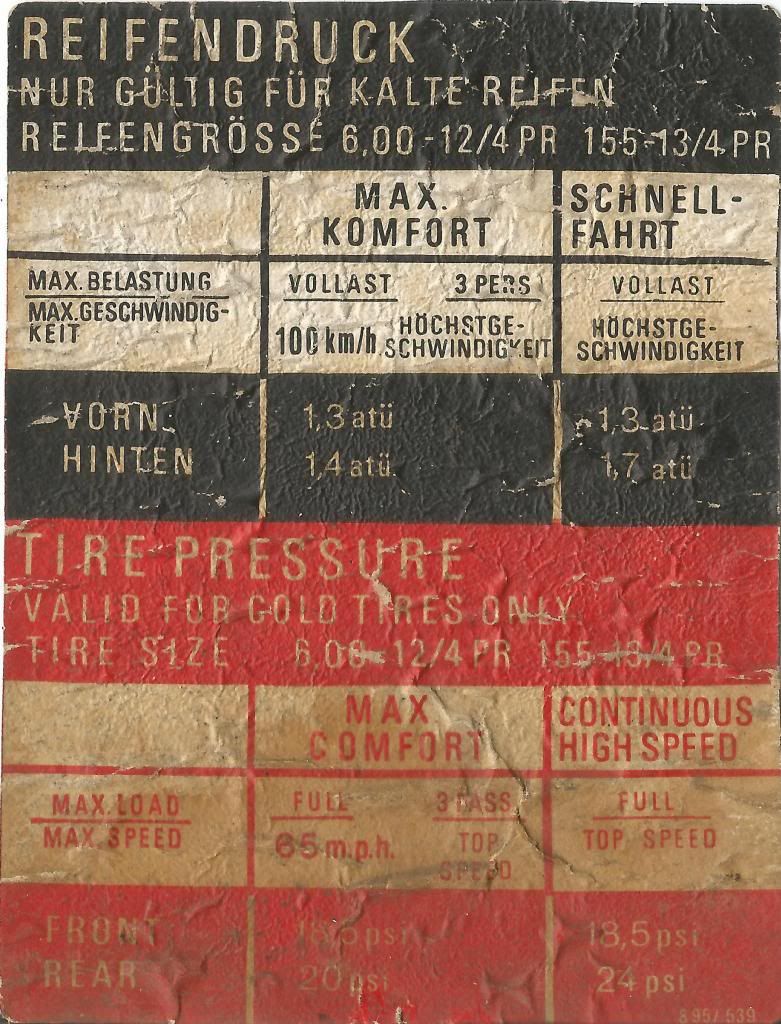 REIFENDRUCK
NUR GÜLTIG FÜR KALTE REIFEN
REIFENGRÖSSE 6,00-12/4 PR 155-13/4 PR
MAX. KOMFORT
SCHNELL-
FAHRT
MAX. BELASTUNG
MAX. GESCHWINDIG-
KEIT
VOLLAST 3 PERS
100 km/h HÖCHSTGE-
SCHWINDIGKEIT
VOLLAST
HÖCHSTGE-
SCHWINDIGKEIT
VORN 1,3 atü 1,3 atü
HINTEN 1,4 atü 1,7 atü
TIRE PRESSURE
VALID FOR COLD TIRES ONLY
TIRE SIZE 6,00-12/4 PR 155-13/4 PR
MAX
COMFORT
CONTINUOUS
HIGH SPEED
MAX. LOAD
MAX. SPEED
FULL 3 PASS
65 m.p.h. TOP
SPEED
FULL
TOP SPEED
FRONT 18,5 psi 18,5 psi
REAR 20 psi 24 psi
895/539